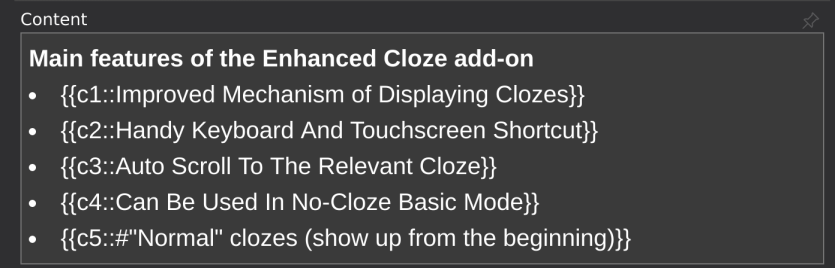 Content
Main features of the Enhanced Cloze add-on
• {{c1::Improved Mechanism of Displaying Clozes}}
• {{c2::Handy Keyboard And Touchscreen Shortcut}}
• {{c3::Auto Scroll To The Relevant Cloze}}
• {{c4::Can Be Used In No-Cloze Basic Mode}}
• {{c5::#"Normal" clozes (show up from the beginning)}}